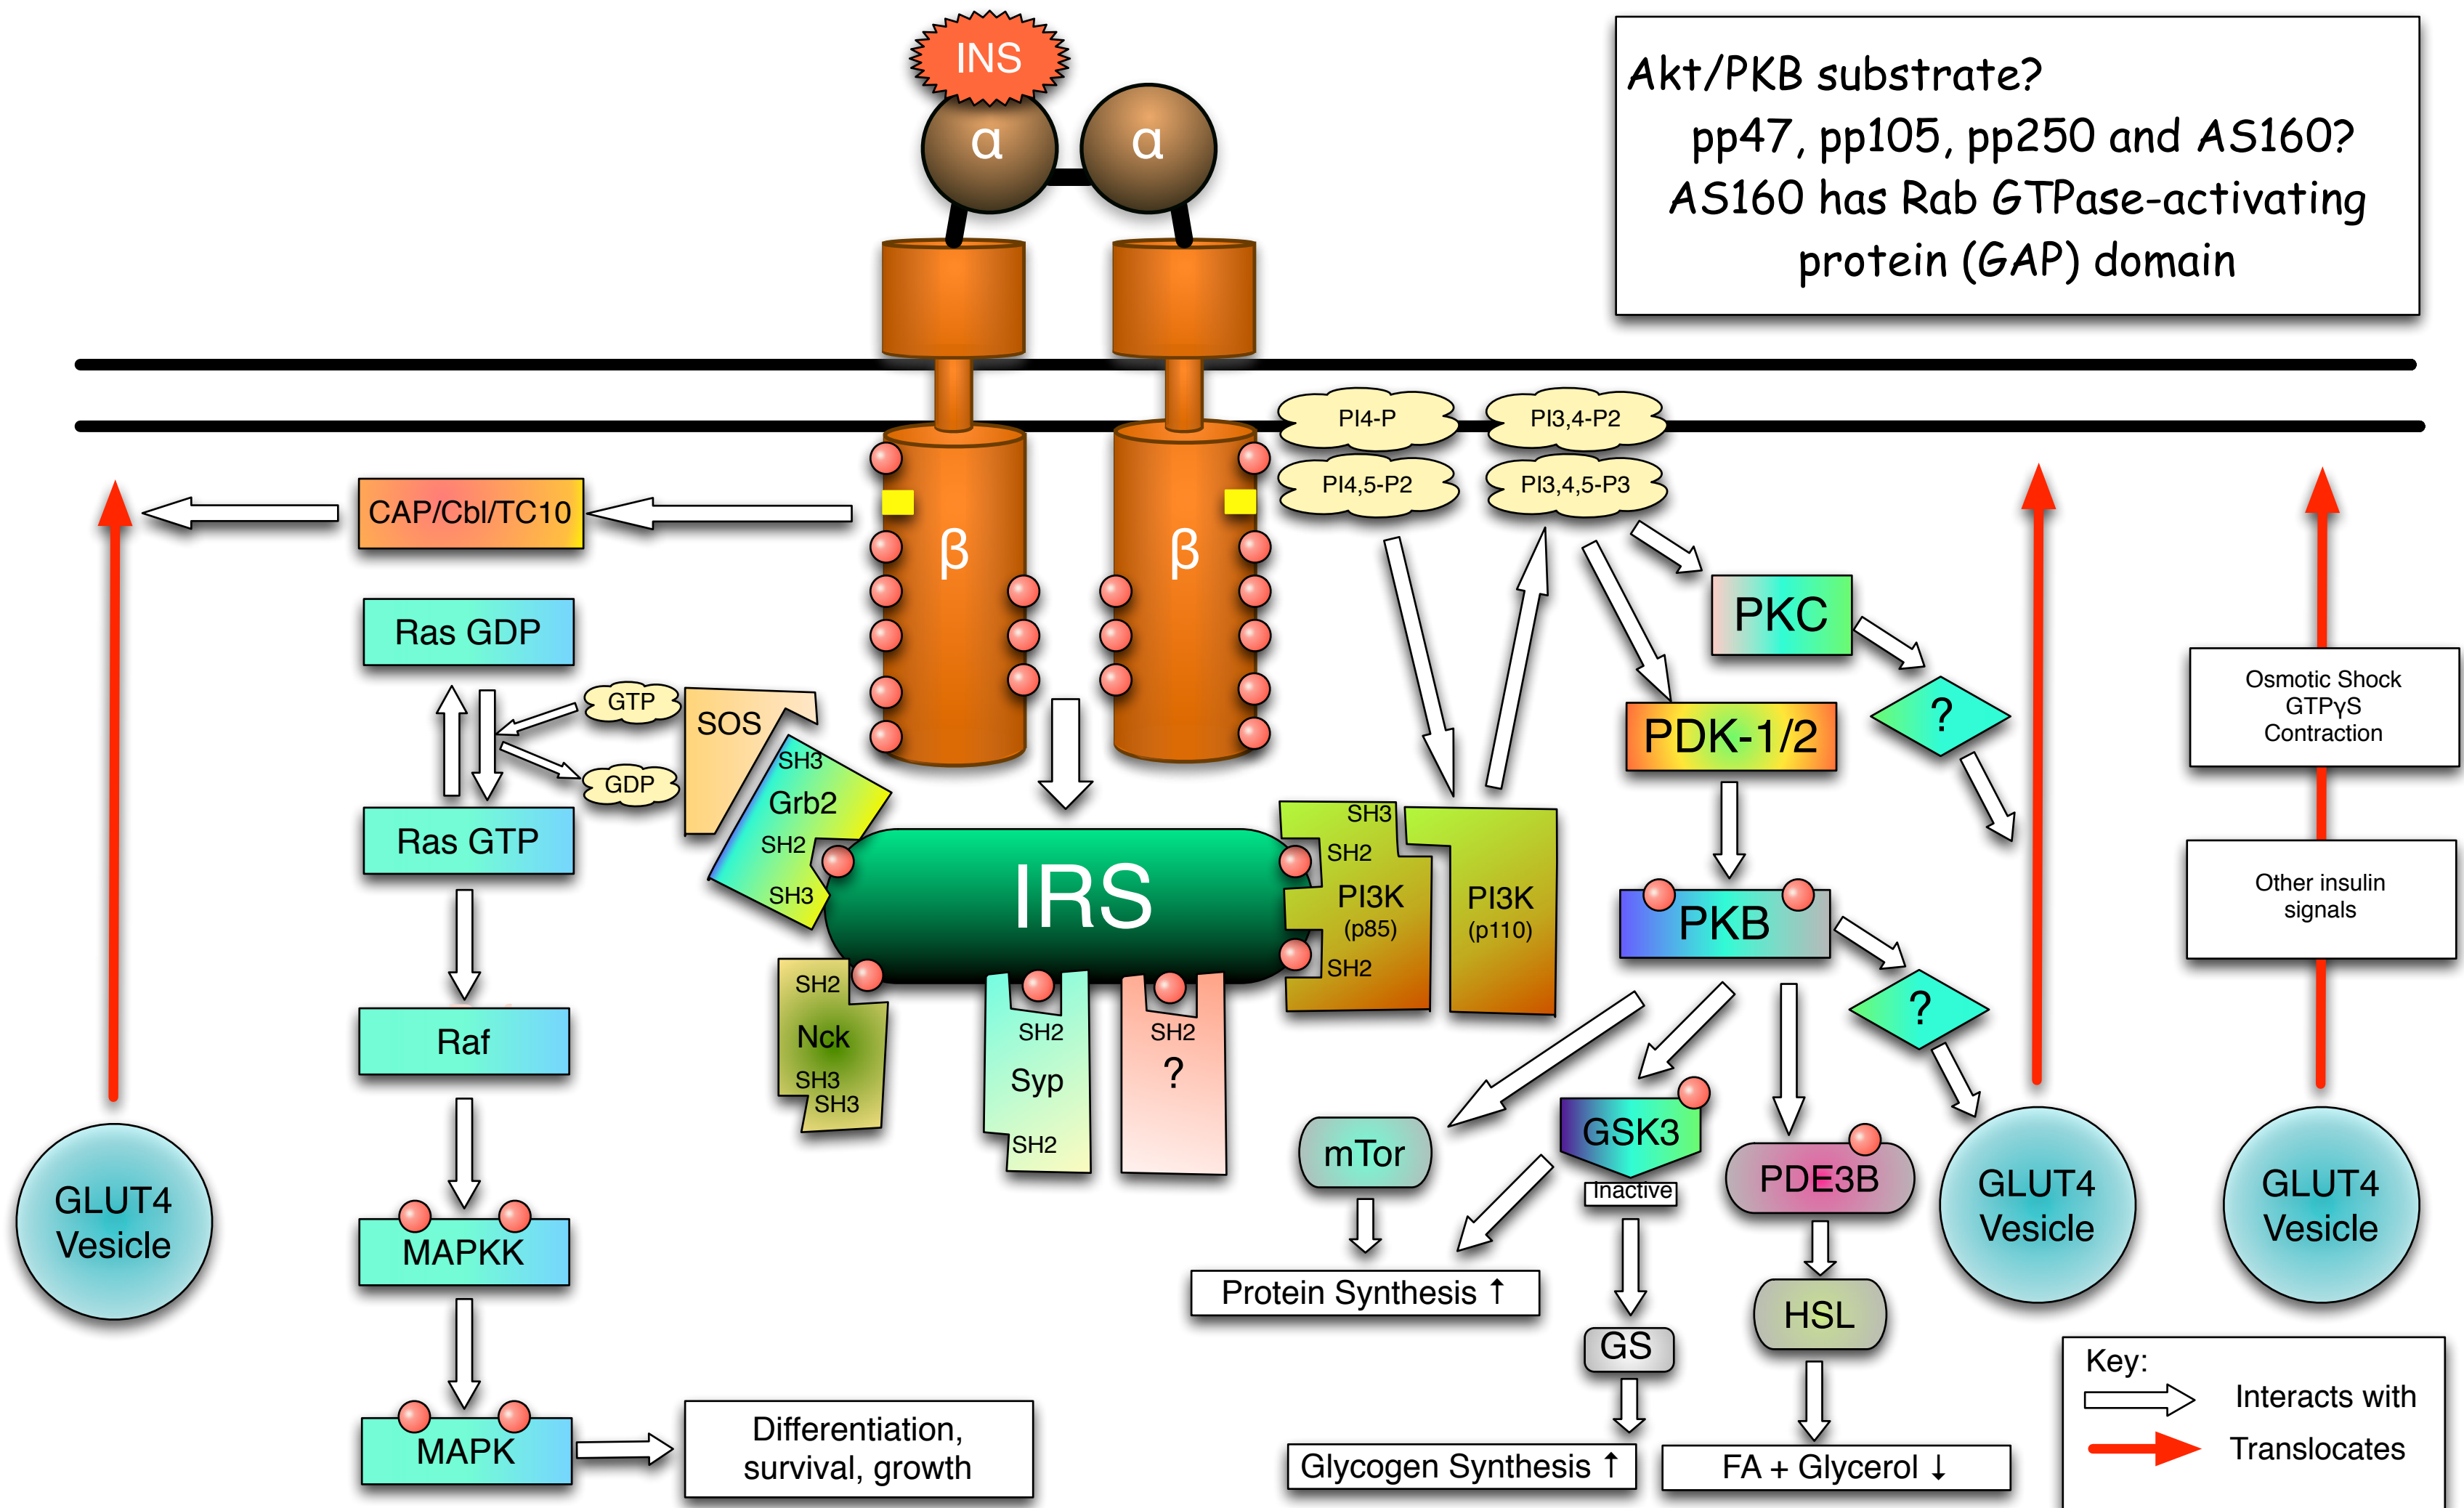 INS
α
α
Akt/PKB substrate?
pp47, pp105, pp250 and AS160?
AS160 has Rab GTPase-activating
protein (GAP) domain
PI4-P
PI3,4-P2
PI4,5-P2
PI3,4,5-P3
CAP/Cbl/TC10
β
β
Ras GDP
GTP
GDP
SOS
Ras GTP
SH3
Grb2
SH2
SH3
IRS
SH3
SH2
PI3K
(p85)
SH2
PI3K
(p110)
PKC
?
PDK-1/2
PKB
?
Osmotic Shock
GTPγS
Contraction
Other insulin
signals
Raf
SH2
Nck
SH3
SH3
SH2
Syp
SH2
SH2
?
mTor
GSK3
Inactive
PDE3B
GLUT4
Vesicle
GLUT4
Vesicle
GLUT4
Vesicle
MAPKK
Protein Synthesis ↑
GS
HSL
MAPK
Differentiation,
survival, growth
Glycogen Synthesis ↑
FA + Glycerol ↓
Key:
Interacts with
Translocates